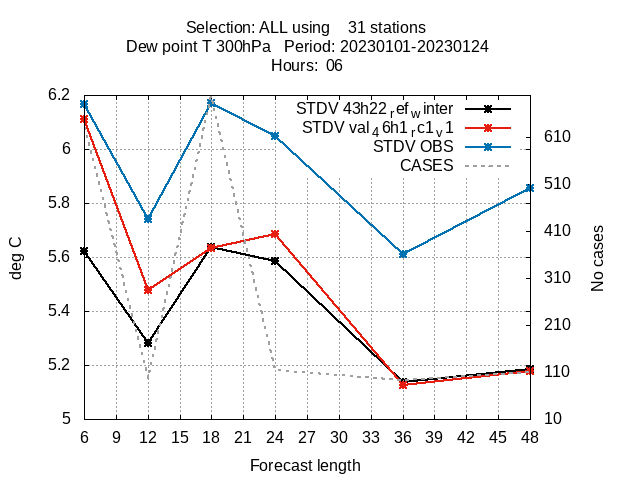 Selection: ALL using    31 stations
Dew point T 300hPa   Period: 20230101-20230124
Hours:  06
STDV 43h22refwinter
STDV val46h1rc1v1
STDV OBS
CASES
6.2
6
5.8
5.6
5.4
5.2
5
610
510
410
310
210
110
10
deg C
No cases
6 9 12 15 18 21 24 27 30 33 36 39 42 45 48
Forecast length